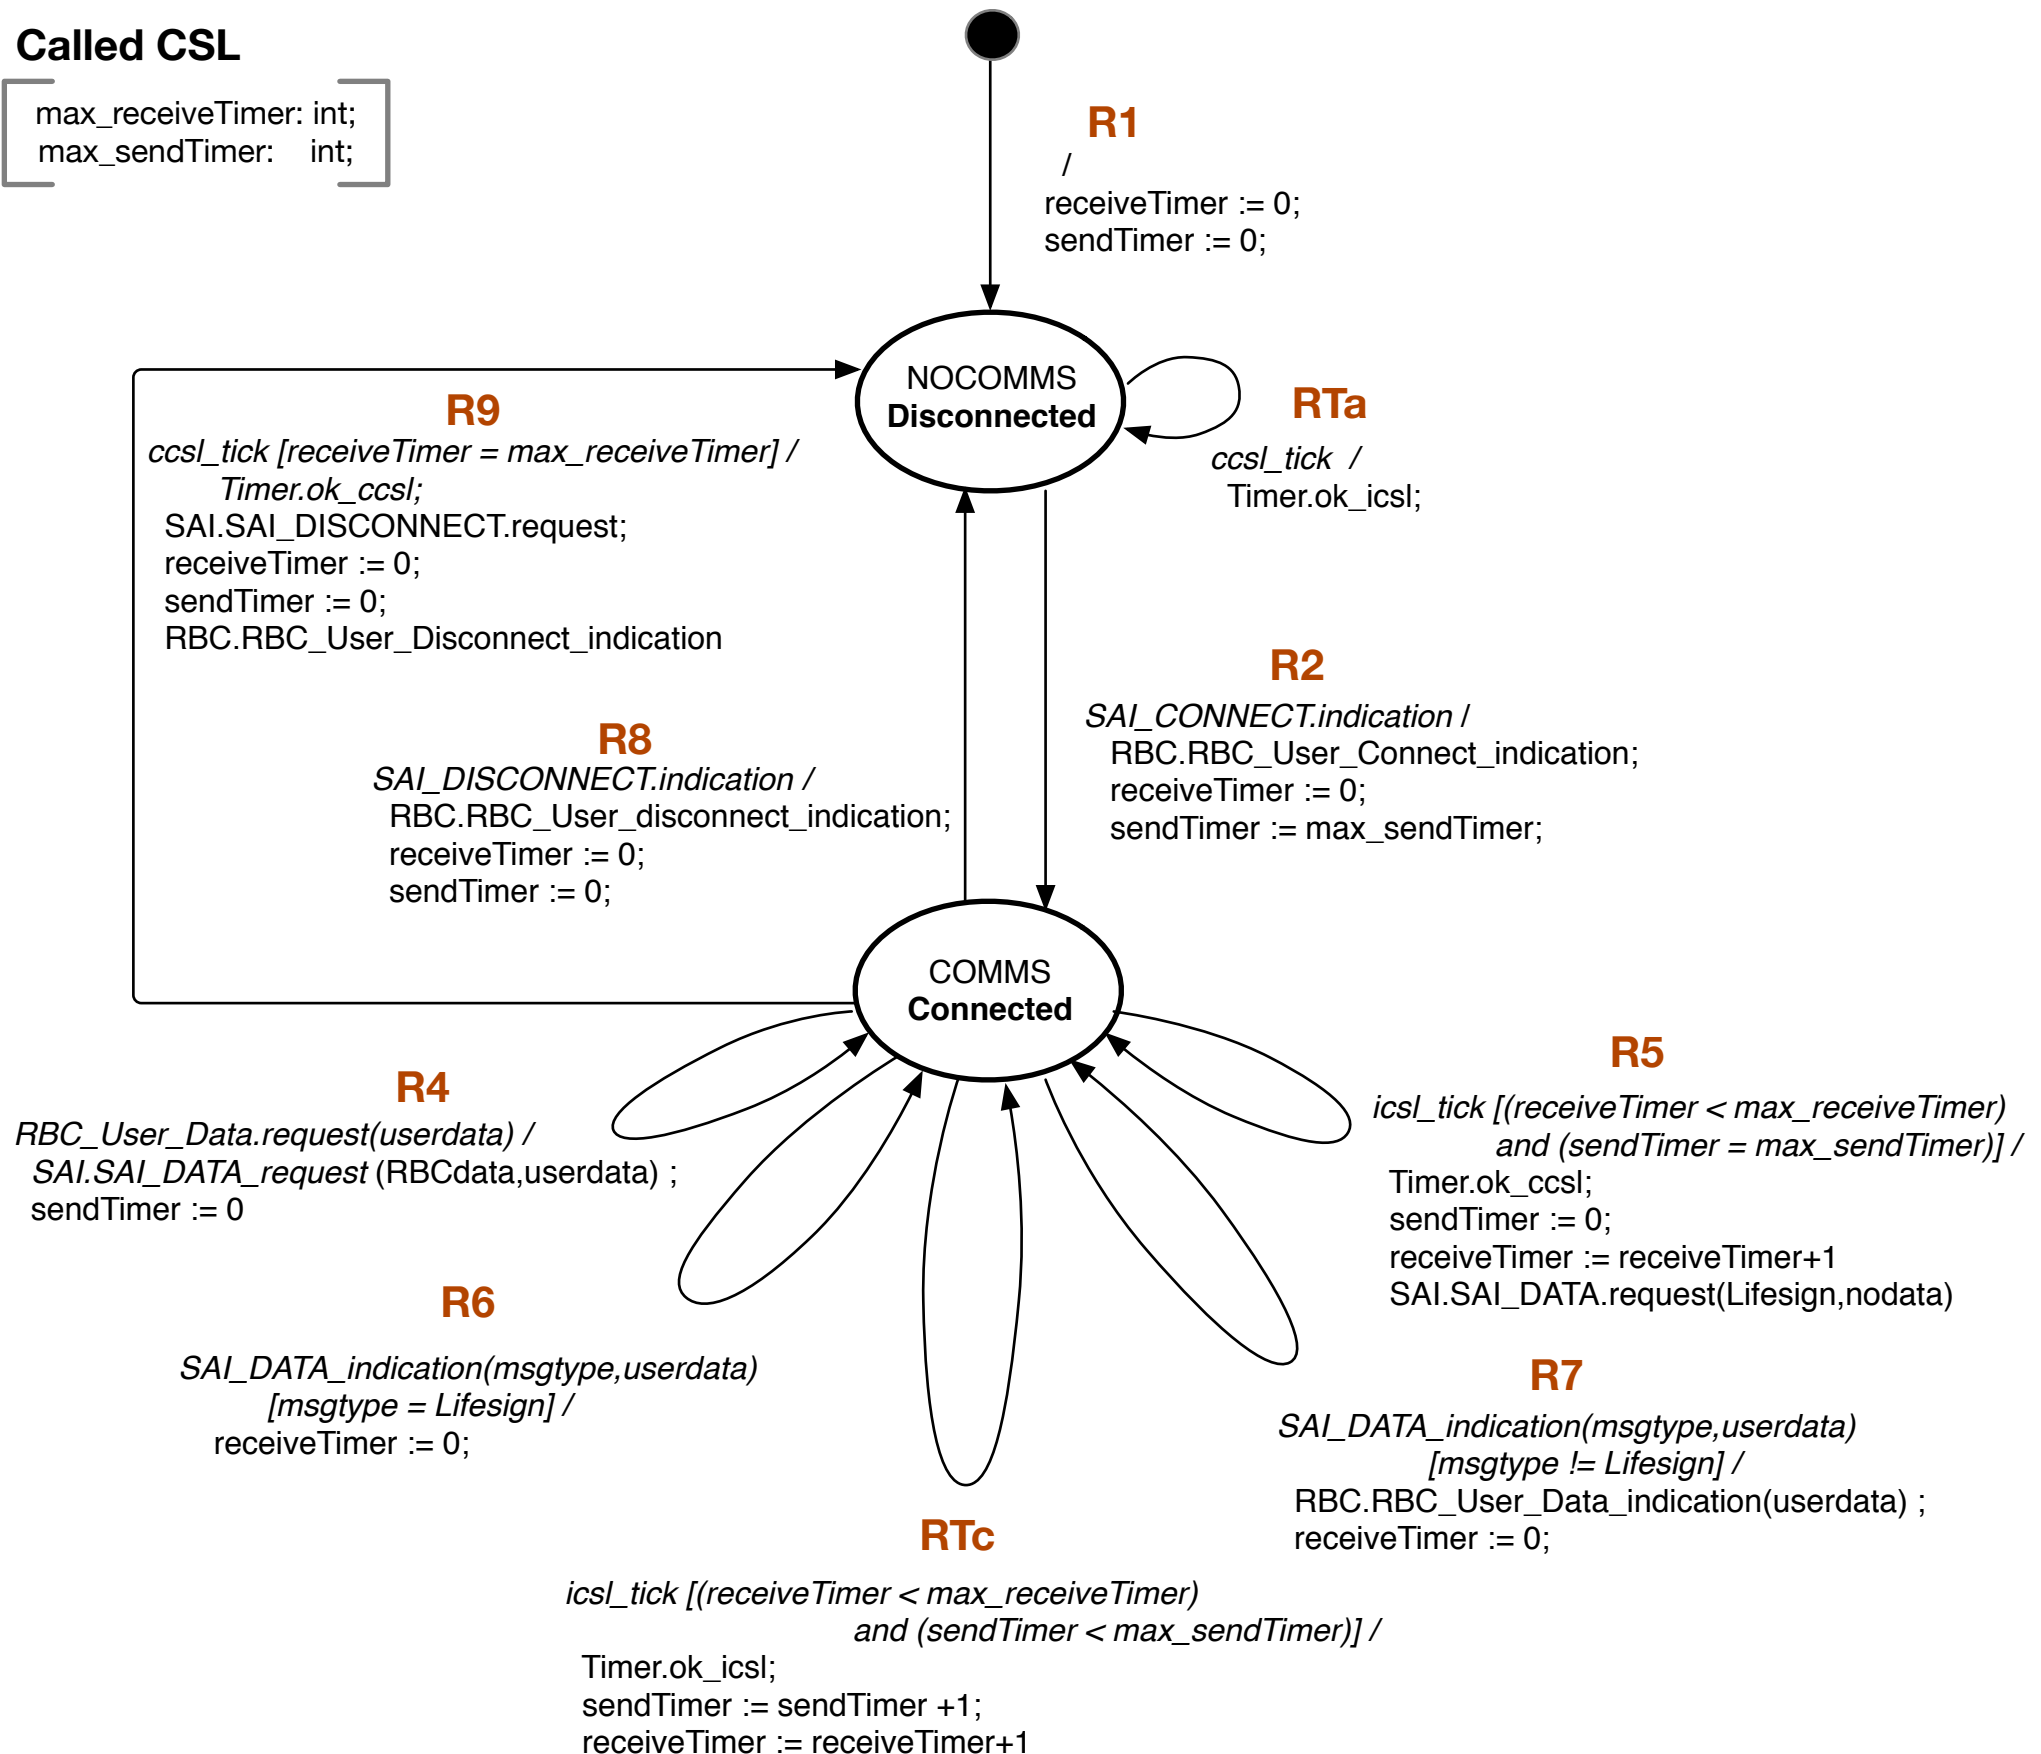 Called CSL
max_receiveTimer: int;
max_sendTimer: int;
R1
/
receiveTimer := 0;
sendTimer := 0;
NOCOMMS
Disconnected
RTa
ccsl_tick /
Timer.ok_icsl;
R9
ccsl_tick [receiveTimer = max_receiveTimer] /
Timer.ok_ccsl;
SAI.SAI_DISCONNECT.request;
receiveTimer := 0;
sendTimer := 0;
RBC.RBC_User_Disconnect_indication
R2
SAI_CONNECT.indication /
RBC.RBC_User_Connect_indication;
receiveTimer := 0;
sendTimer := max_sendTimer;
R8
SAI_DISCONNECT.indication /
RBC.RBC_User_disconnect_indication;
receiveTimer := 0;
sendTimer := 0;
COMMS
Connected
R4
RBC_User_Data.request(userdata) /
SAI.SAI_DATA_request (RBCdata,userdata) ;
sendTimer := 0
R5
icsl_tick [(receiveTimer < max_receiveTimer)
and (sendTimer = max_sendTimer)] /
Timer.ok_ccsl;
sendTimer := 0;
receiveTimer := receiveTimer+1
SAI.SAI_DATA.request(Lifesign,nodata)
R6
SAI_DATA_indication(msgtype,userdata)
[msgtype = Lifesign] /
receiveTimer := 0;
R7
SAI_DATA_indication(msgtype,userdata)
[msgtype != Lifesign] /
RBC.RBC_User_Data_indication(userdata) ;
receiveTimer := 0;
RTc
icsl_tick [(receiveTimer < max_receiveTimer)
and (sendTimer < max_sendTimer)] /
Timer.ok_icsl;
sendTimer := sendTimer +1;
receiveTimer := receiveTimer+1